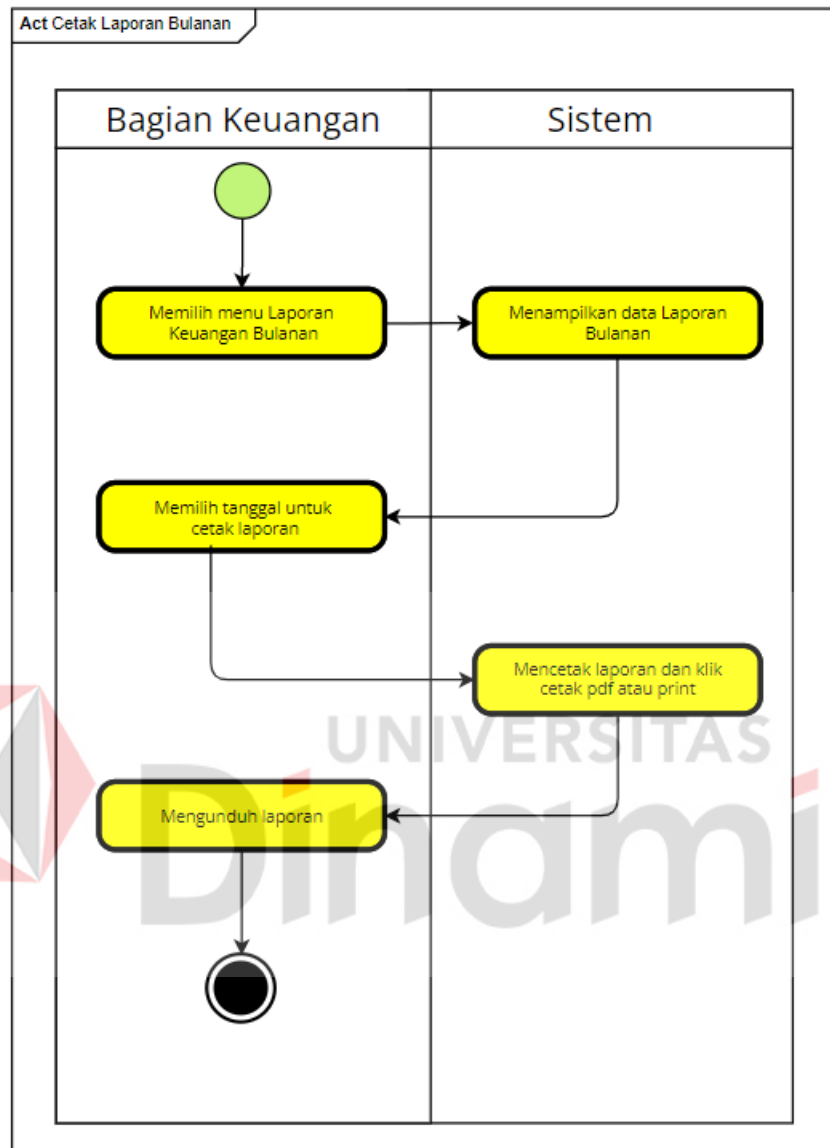 Act Cetak Laporan Bulanan
Bagian Keuangan
Sistem
Memilih menu Laporan
Keuangan Bulanan
Menampilkan data Laporan
Bulanan
Memilih tanggal untuk
cetak laporan
Mencetak laporan dan klik
cetak pdf atau print
UNIVERSITAS
Dinami
Mengunduh laporan